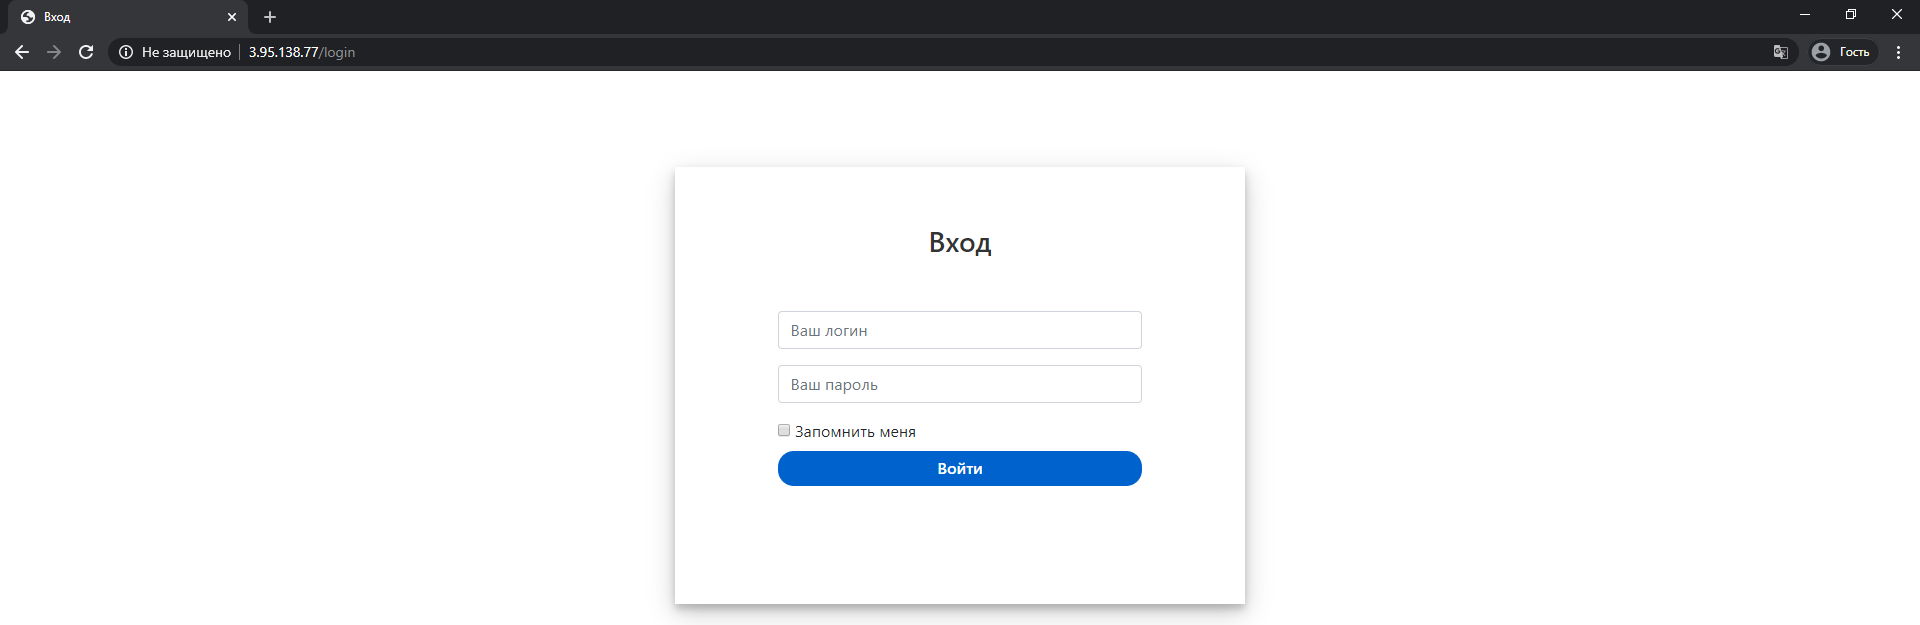 Вход
Не защищено 3.95.138.77/login
Гость
Вход
Ваш логин
Ваш пароль
Запомнить меня
Войти